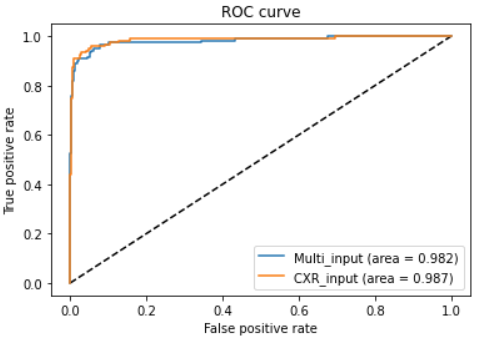 ROC curve
True positive rate
1.0
0.8
0.6
0.4
0.2
0.0
Multi_input (area = 0.982)
CXR_input (area = 0.987)
0.0 0.2 0.4 0.6 0.8 1.0
False positive rate